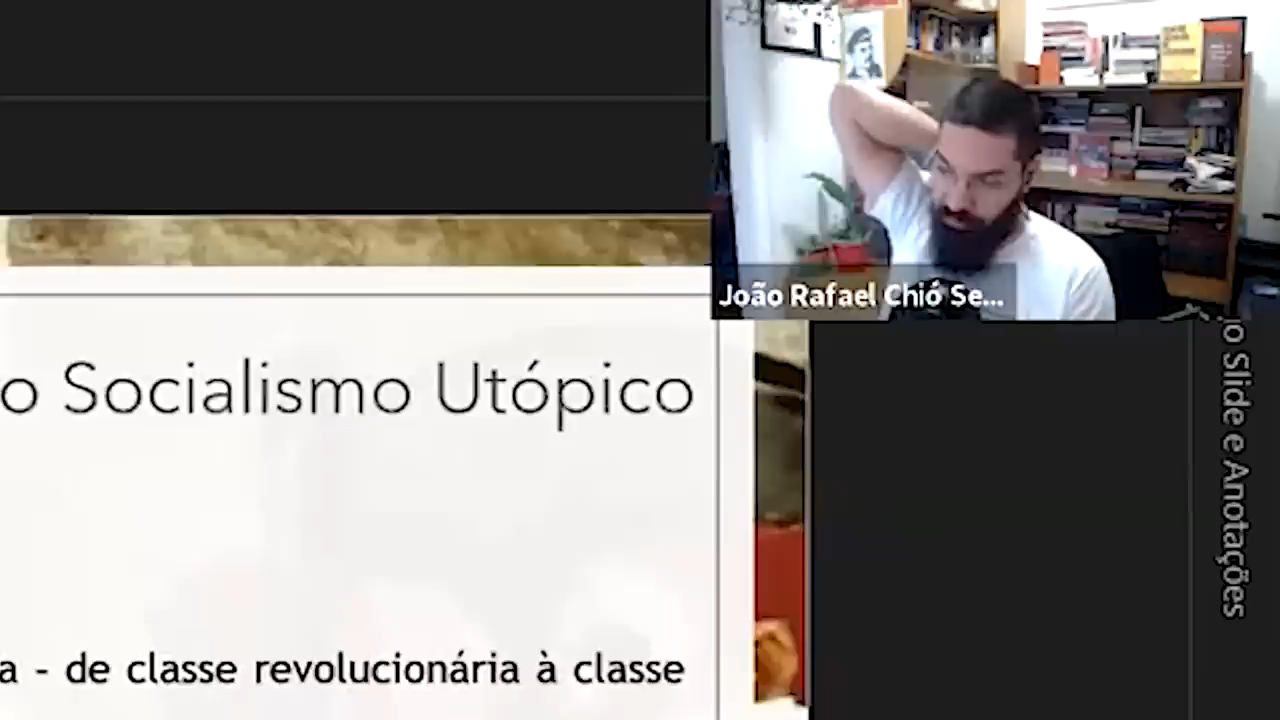 João Rafael Chió Se...
o Socialismo Utópico
o Slide e Anotações
a - de classe revolucionária à classe